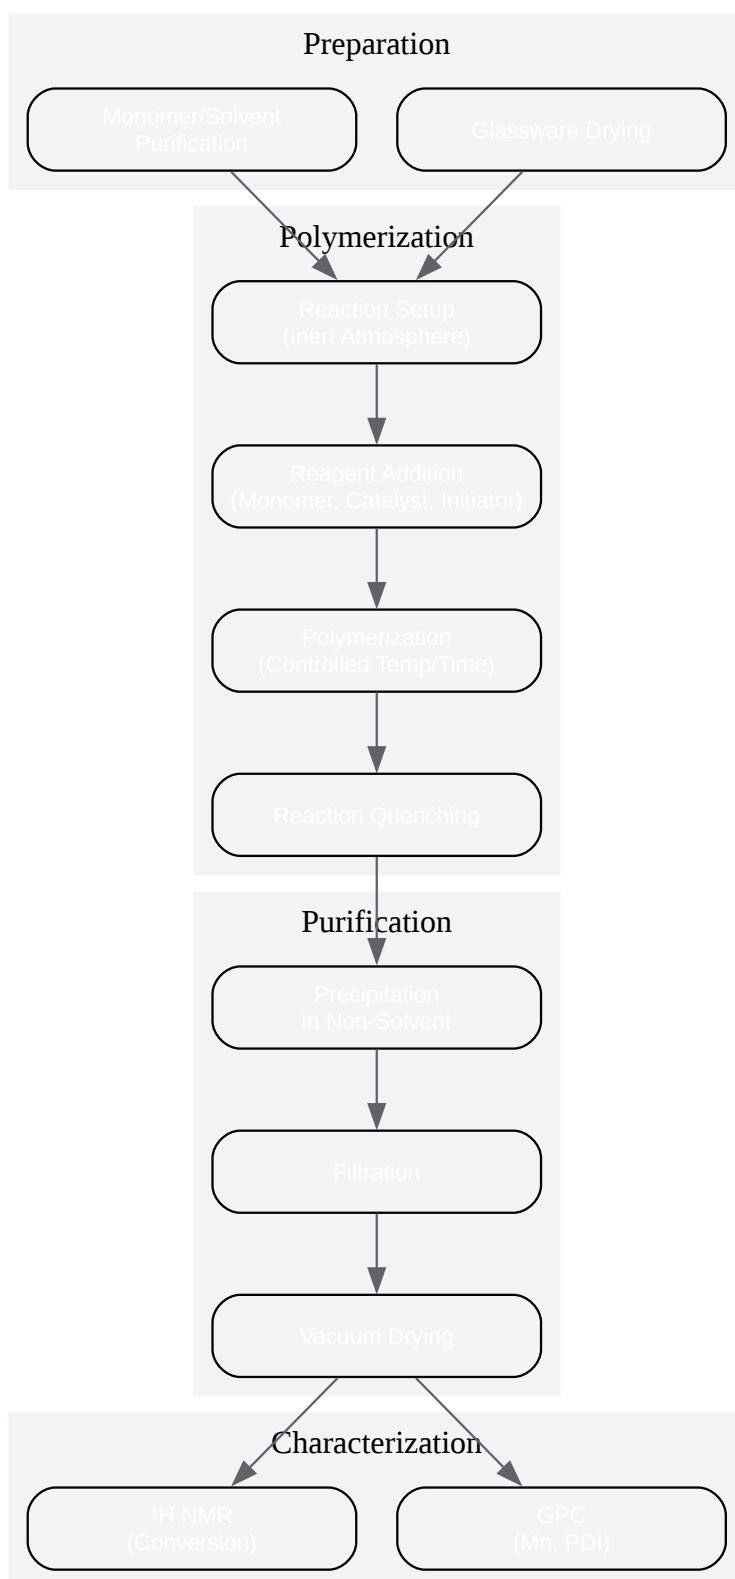 Preparation
Monomer/Solvent
Purification
Glassware Drying
Polymerization
Reaction Setup
(Inert Atmosphere)
Reagent Addition
(Monomer, Catalyst, Initiator)
Polymerization
(Controlled Temp/Time)
Reaction Quenching
Purification
Precipitation
in Non-Solvent
Filtration
Vacuum Drying
Characterization
¹H NMR
(Conversion)
GPC
(Mn, PDI)